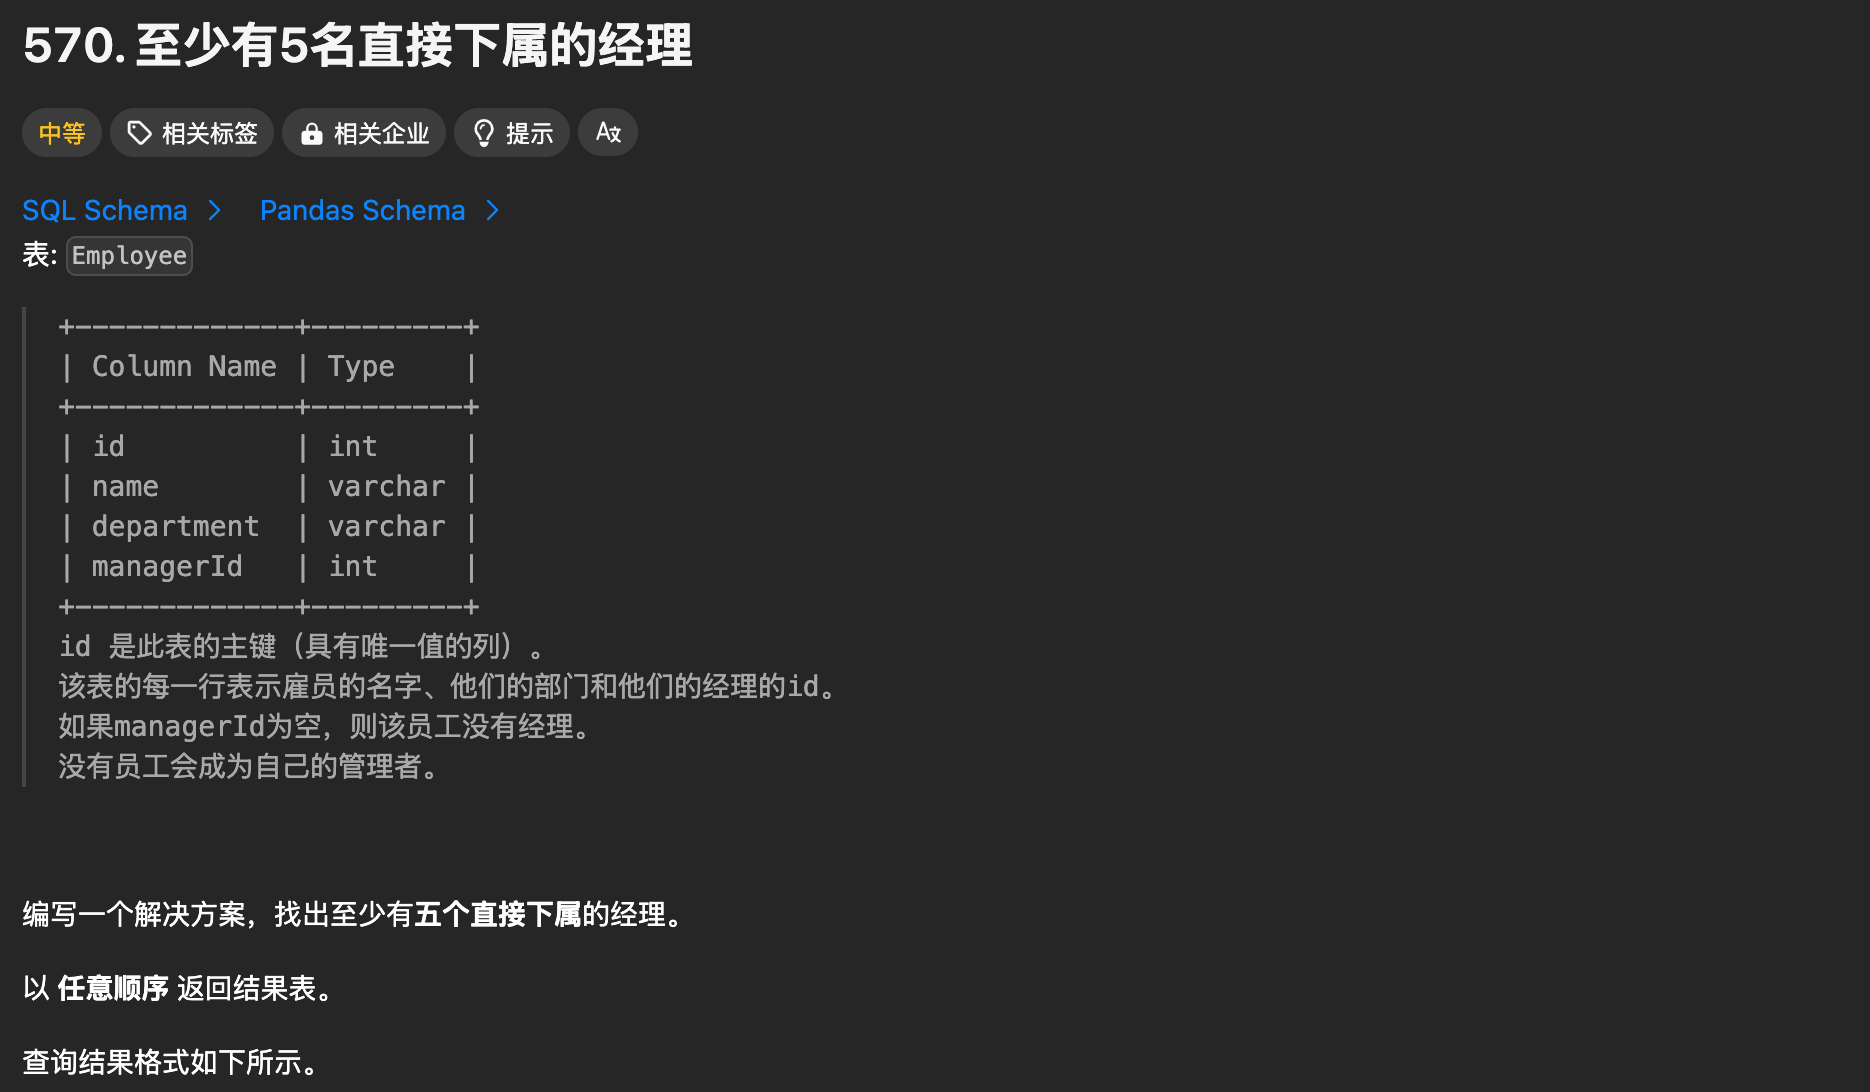 570. 至少有5名直接下属的经理
中等 相关标签 相关企业 提示
SQL Schema > Pandas Schema >
表: Employee
+-------------+---------+
| Column Name | Type    |
+-------------+---------+
| id          | int     |
| name        | varchar |
| department  | varchar |
| managerId   | int     |
+-------------+---------+
id 是此表的主键（具有唯一值的列）。
该表的每一行表示雇员的名字、他们的部门和他们的经理的id。
如果managerId为空，则该员工没有经理。
没有员工会成为自己的管理者。
编写一个解决方案，找出至少有五个直接下属的经理。
以 任意顺序 返回结果表。
查询结果格式如下所示。